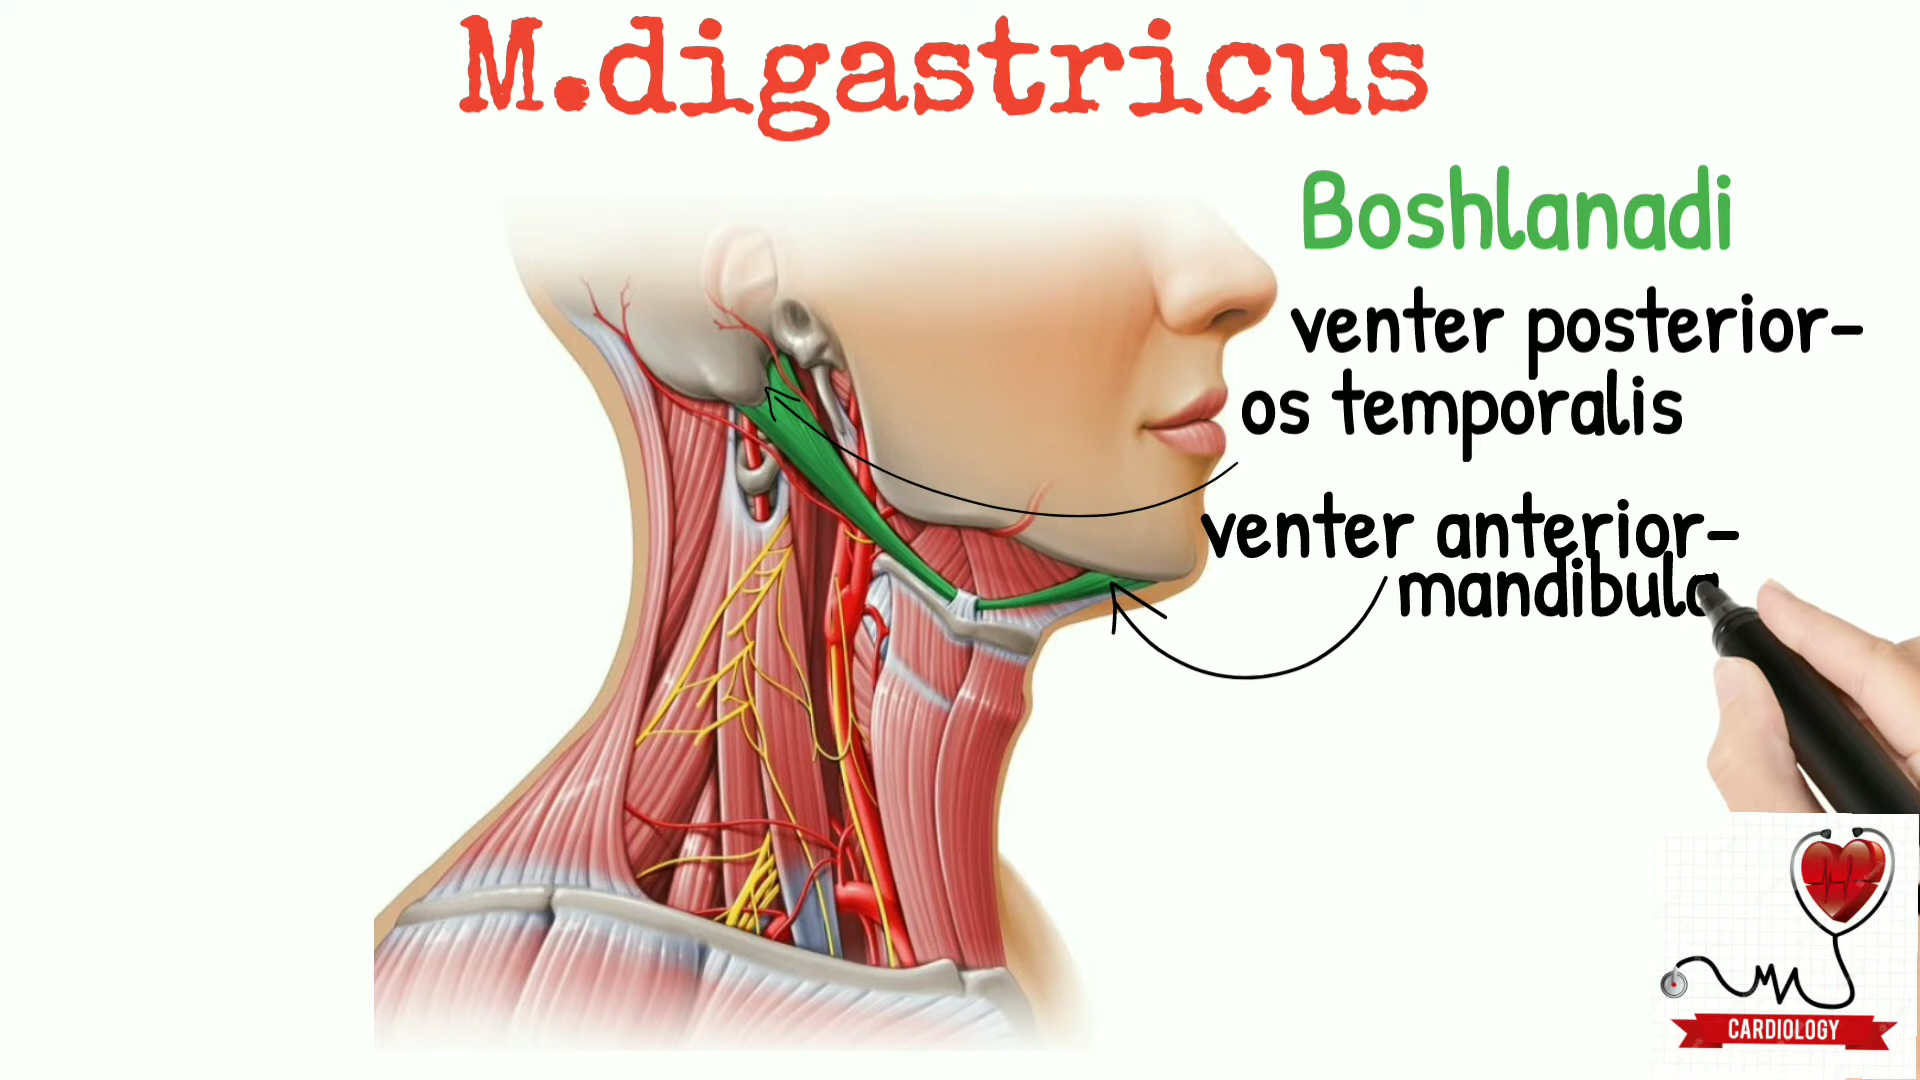 M.digastricus
Boshlanadi
venter posterior-
os temporalis
venter anterior-
mandibula
CARDIOLOGY